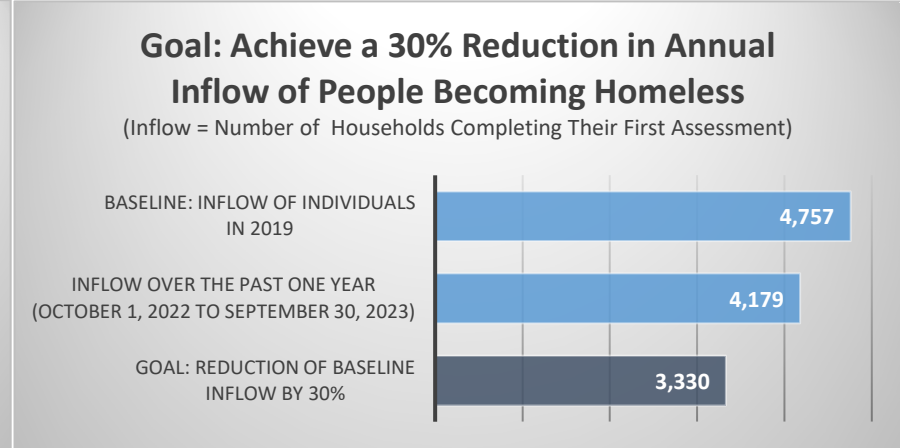 Goal: Achieve a 30% Reduction in Annual
Inflow of People Becoming Homeless
(Inflow = Number of  Households Completing Their First Assessment)
BASELINE: INFLOW OF INDIVIDUALS
IN 2019
4,757
INFLOW OVER THE PAST ONE YEAR
(OCTOBER 1, 2022 TO SEPTEMBER 30, 2023)
4,179
GOAL: REDUCTION OF BASELINE
INFLOW BY 30%
3,330